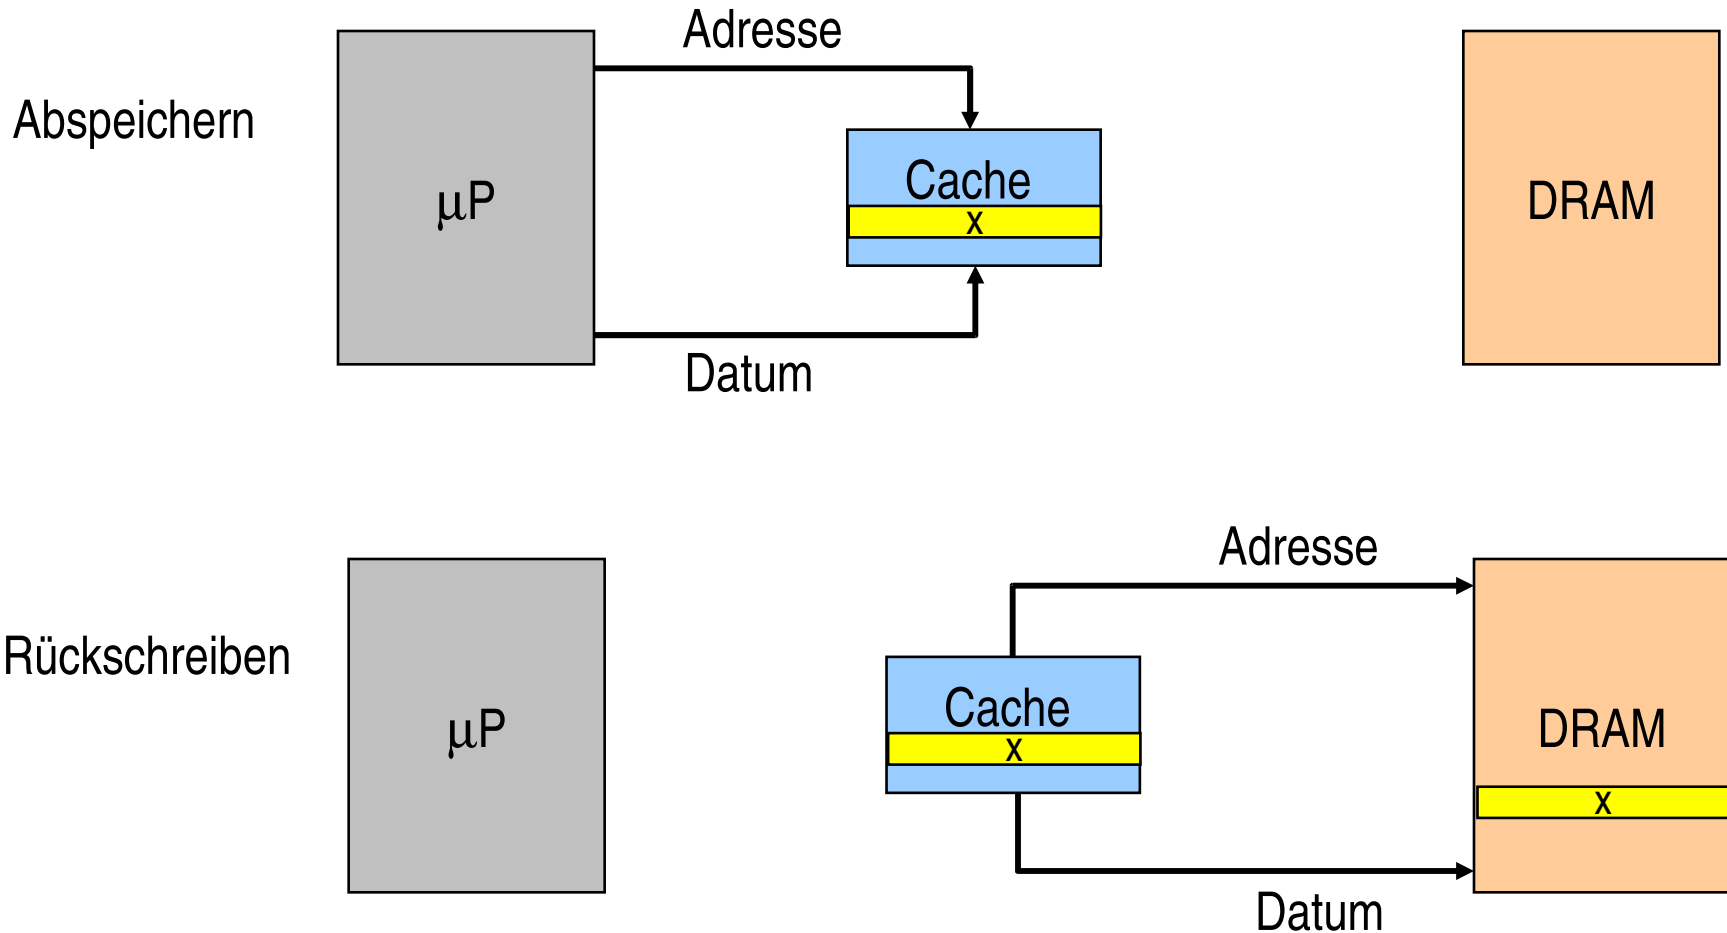 Adresse
Abspeichern
µP
Cache
x
DRAM
Datum
Adresse
Rückschreiben
µP
Cache
x
DRAM
x
Datum